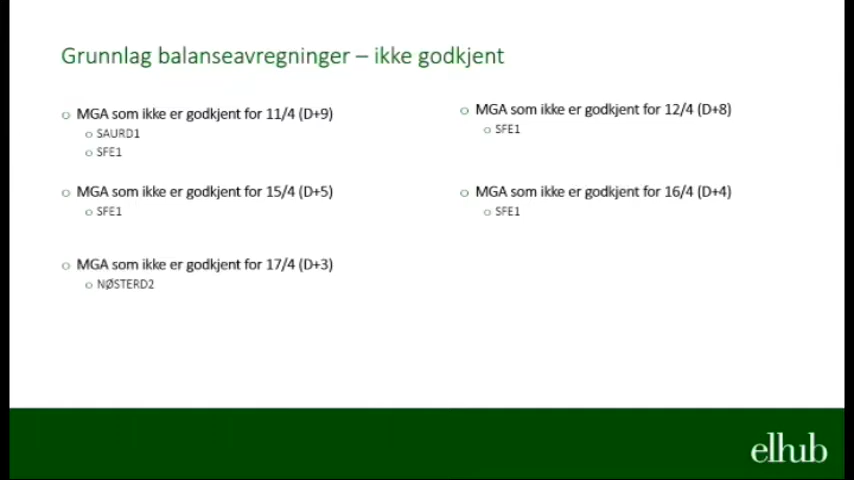 Grunnlag balanseavregninger – ikke godkjent
o MGA som ikke er godkjent for 11/4 (D+9)
o SAURD1
o SFE1
o MGA som ikke er godkjent for 12/4 (D+8)
o SFE1
o MGA som ikke er godkjent for 15/4 (D+5)
o SFE1
o MGA som ikke er godkjent for 16/4 (D+4)
o SFE1
o MGA som ikke er godkjent for 17/4 (D+3)
o NØSTERD2
elhub